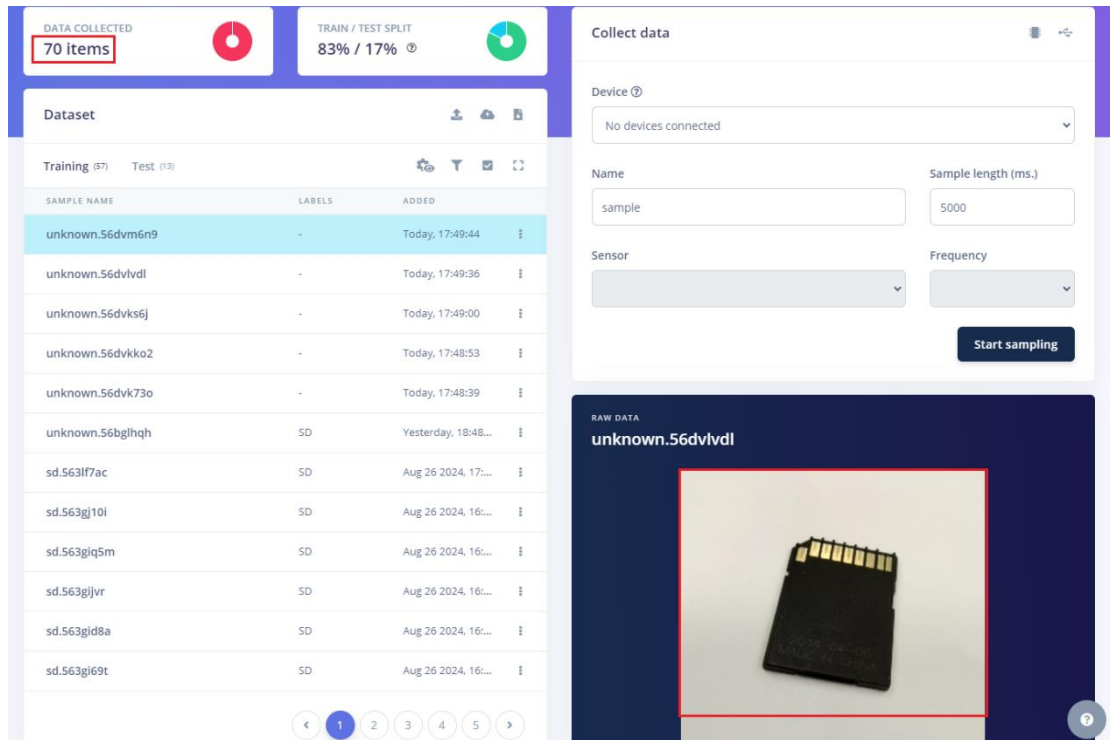 DATA COLLECTED
70 items
TRAIN / TEST SPLIT
83% / 17%
Dataset
Training (57) Test (13)
SAMPLE NAME LABELS ADDED
unknown.56dvm6n9 - Today, 17:49:44
unknown.56dvlvdl - Today, 17:49:36
unknown.56dvks6j - Today, 17:49:00
unknown.56dvkko2 - Today, 17:48:53
unknown.56dvk73o - Today, 17:48:39
unknown.56bglhqh SD Yesterday, 18:48...
sd.563lf7ac SD Aug 26 2024, 17:...
sd.563gj10i SD Aug 26 2024, 16:...
sd.563giq5m SD Aug 26 2024, 16:...
sd.563gijvr SD Aug 26 2024, 16:...
sd.563gid8a SD Aug 26 2024, 16:...
sd.563gi69t SD Aug 26 2024, 16:...
1 2 3 4 5
Collect data
Device
No devices connected
Name Sample length (ms.)
sample 5000
Sensor Frequency
Start sampling
RAW DATA
unknown.56dvlvdl
MADE IN CHINA